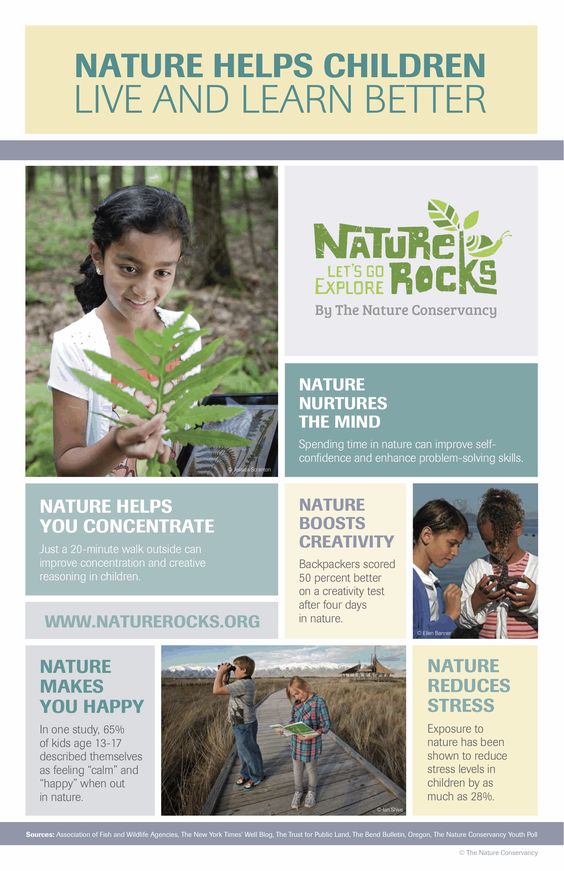 NATURE HELPS CHILDREN
LIVE AND LEARN BETTER
NATURE
LET'S GO
EXPLORE
ROCKS
By The Nature Conservancy
© Jessica Scranton
NATURE
NURTURES
THE MIND
Spending time in nature can improve self-
confidence and enhance problem-solving skills.
NATURE HELPS
YOU CONCENTRATE
Just a 20-minute walk outside can
improve concentration and creative
reasoning in children.
NATURE
BOOSTS
CREATIVITY
Backpackers scored
50 percent better
on a creativity test
after four days
in nature.
© Ellen Banner
WWW.NATUREROCKS.ORG
NATURE
MAKES
YOU HAPPY
In one study, 65%
of kids age 13-17
described themselves
as feeling “calm” and
“happy” when out
in nature.
© Ian Shive
NATURE
REDUCES
STRESS
Exposure to
nature has been
shown to reduce
stress levels in
children by as
much as 28%.
Sources: Association of Fish and Wildlife Agencies, The New York Times' Well Blog, The Trust for Public Land, The Bend Bulletin, Oregon, The Nature Conservancy Youth Poll
© The Nature Conservancy